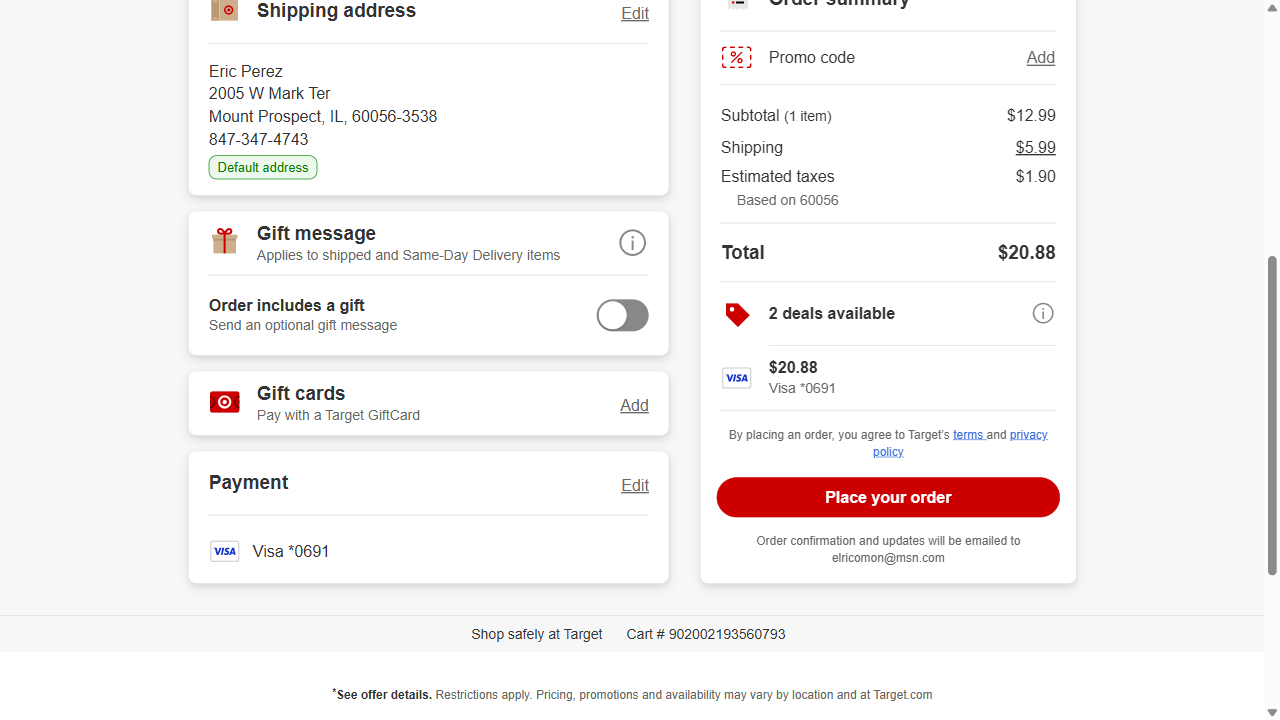 Shipping address
Edit
Eric Perez
2005 W Mark Ter
Mount Prospect, IL, 60056-3538
847-347-4743
Default address
Gift message
Applies to shipped and Same-Day Delivery items
Order includes a gift
Send an optional gift message
Gift cards
Pay with a Target GiftCard
Add
Payment
Edit
VISA Visa *0691
Order summary
Promo code
Add
Subtotal (1 item) $12.99
Shipping $5.99
Estimated taxes $1.90
Based on 60056
Total $20.88
2 deals available
$20.88
VISA
Visa *0691
By placing an order, you agree to Target's terms and privacy
policy
Place your order
Order confirmation and updates will be emailed to
elricomon@msn.com
Shop safely at Target Cart # 902002193560793
*See offer details. Restrictions apply. Pricing, promotions and availability may vary by location and at Target.com